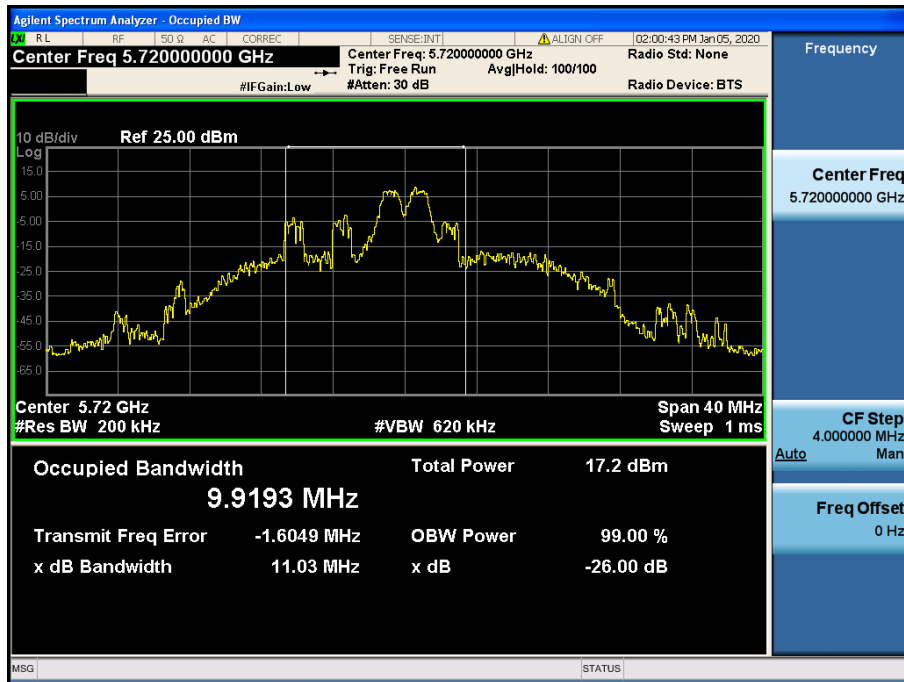 Agilent Spectrum Analyzer - Occupied BW
LXI RL RF 50 Ω AC CORREC SENSE:INT ALIGN OFF 02:00:43 PM Jan 05, 2020
Center Freq 5.720000000 GHz
Center Freq: 5.720000000 GHz Radio Std: None
Trig: Free Run Avg|Hold: 100/100
#IFGain:Low #Atten: 30 dB Radio Device: BTS
Frequency
10 dB/div Ref 25.00 dBm
Log
15.0
5.00
-5.00
-15.0
-25.0
-35.0
-45.0
-55.0
-65.0
Center 5.72 GHz Span 40 MHz
#Res BW 200 kHz #VBW 620 kHz Sweep 1 ms
Center Freq
5.720000000 GHz
CF Step
4.000000 MHz
Auto Man
Freq Offset
0 Hz
Occupied Bandwidth Total Power 17.2 dBm
9.9193 MHz
Transmit Freq Error -1.6049 MHz OBW Power 99.00 %
x dB Bandwidth 11.03 MHz x dB -26.00 dB
MSG STATUS